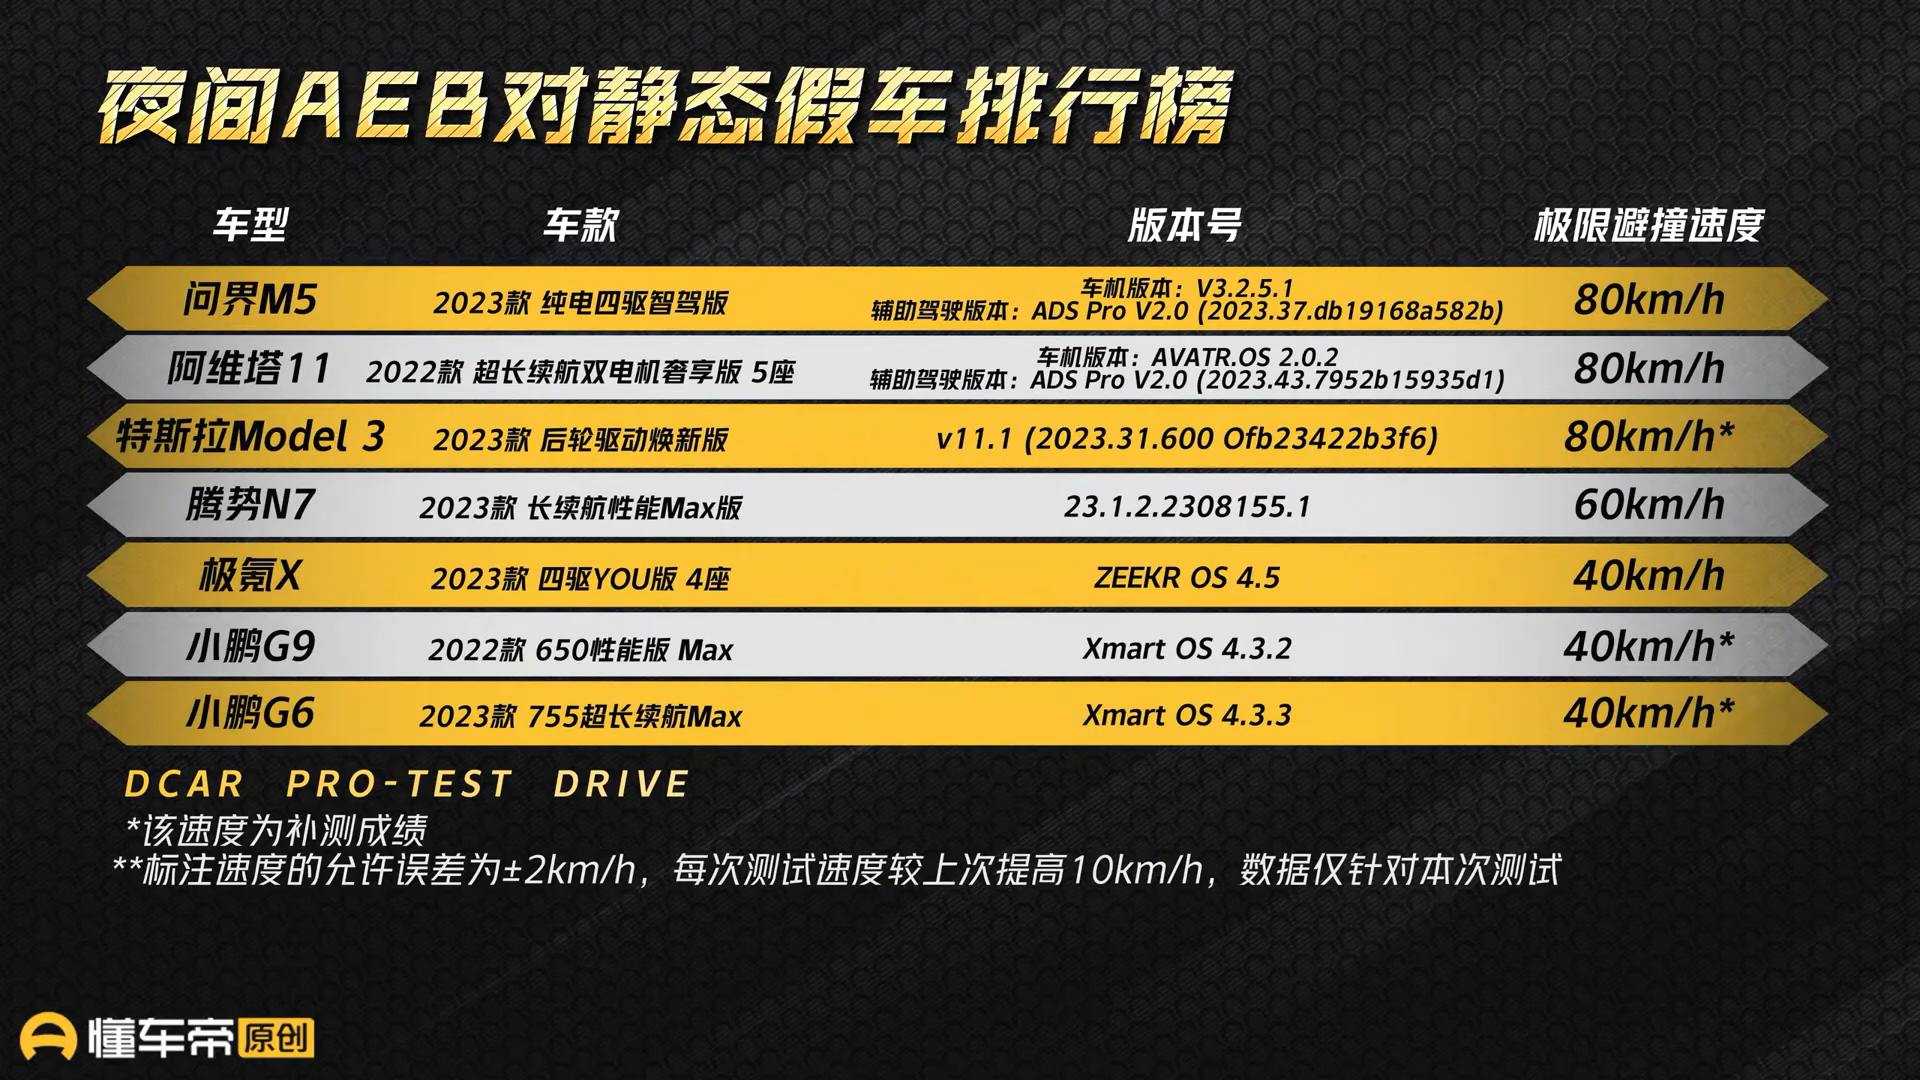 夜间AEB对静态假车排行榜
车型 车款 版本号 极限避撞速度
问界M5 2023款 纯电四驱智驾版 车机版本：V3.2.5.1 80km/h
辅助驾驶版本：ADS Pro V2.0 (2023.37.db19168a582b)
阿维塔11 2022款 超长续航双电机奢享版 5座 车机版本：AVATR.OS 2.0.2 80km/h
辅助驾驶版本：ADS Pro V2.0 (2023.43.7952b15935d1)
特斯拉Model 3 2023款 后轮驱动焕新版 v11.1 (2023.31.600 0fb23422b3f6) 80km/h*
腾势N7 2023款 长续航性能Max版 23.1.2.2308155.1 60km/h
极氪X 2023款 四驱YOU版 4座 ZEEKR OS 4.5 40km/h
小鹏G9 2022款 650性能版 Max Xmart OS 4.3.2 40km/h*
小鹏G6 2023款 755超长续航Max Xmart OS 4.3.3 40km/h*
DCAR PRO-TEST DRIVE
*该速度为补测成绩
**标注速度的允许误差为±2km/h，每次测试速度较上次提高10km/h，数据仅针对本次测试
懂车帝 原创